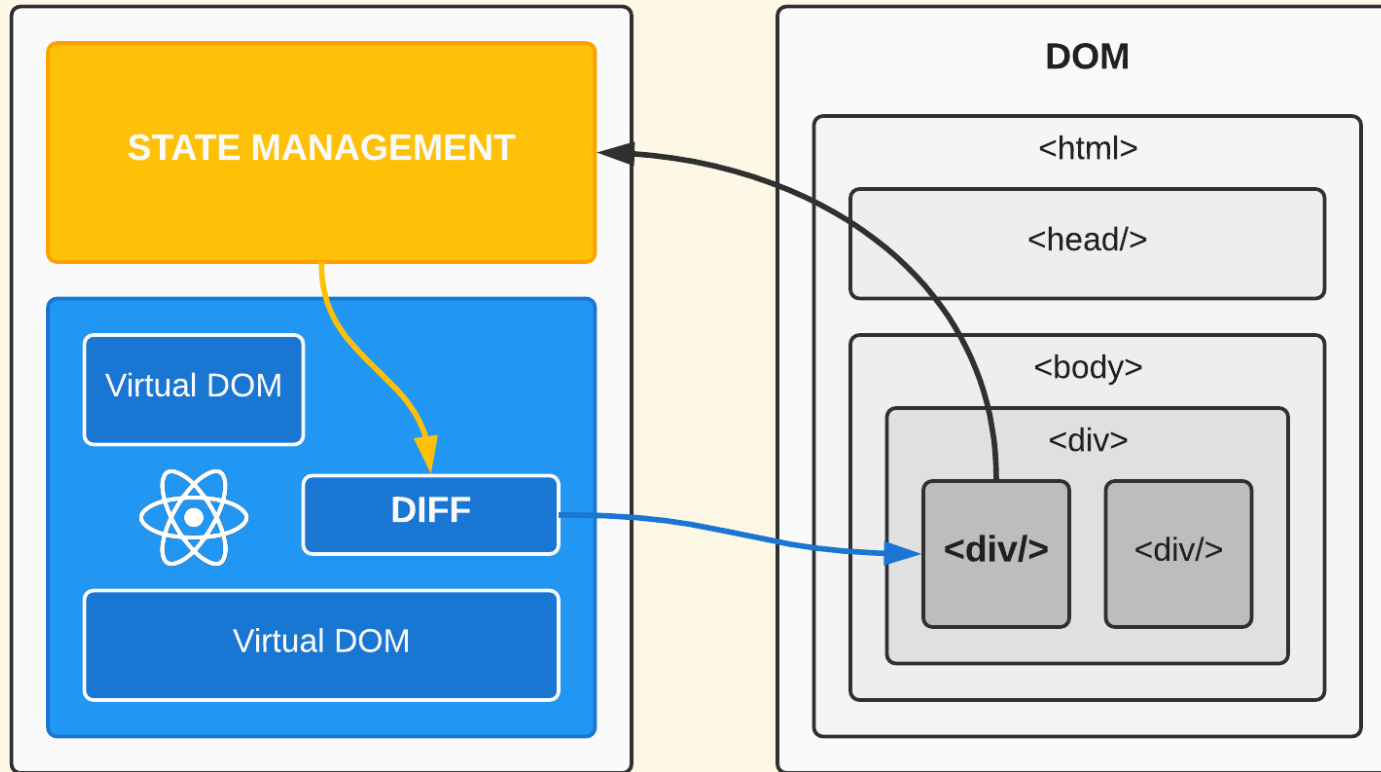 STATE MANAGEMENT
Virtual DOM
DIFF
Virtual DOM
DOM
<html>
<head/>
<body>
<div>
<div/>
<div/>